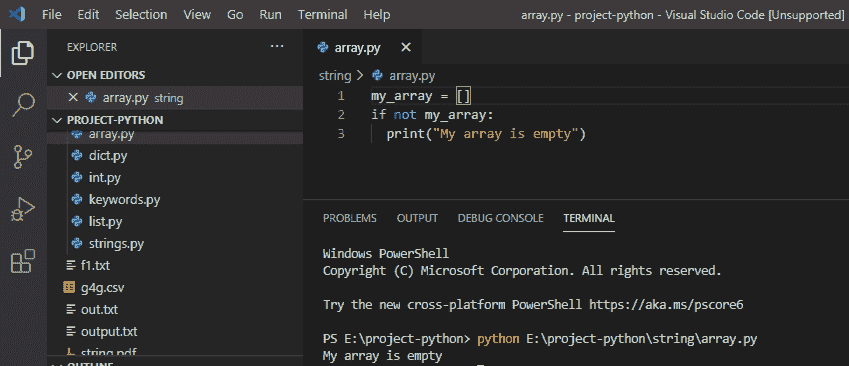 File Edit Selection View Go Run Terminal Help array.py - project-python - Visual Studio Code [Unsupported]
EXPLORER
OPEN EDITORS
array.py string
PROJECT-PYTHON
array.py
dict.py
int.py
keywords.py
list.py
strings.py
f1.txt
g4g.csv
out.txt
output.txt
string.pdf
OUTLINE
array.py
string > array.py
1 my_array = []
2 if not my_array:
3 print("My array is empty")
PROBLEMS OUTPUT DEBUG CONSOLE TERMINAL
Windows PowerShell
Copyright (C) Microsoft Corporation. All rights reserved.
Try the new cross-platform PowerShell https://aka.ms/pscore6
PS E:\project-python> python E:\project-python\string\array.py
My array is empty